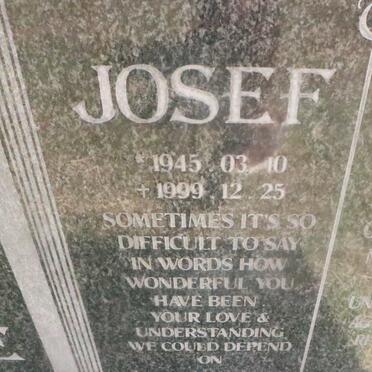 JOSEF
* 1945 . 03 . 10
+ 1999 . 12 . 25
SOMETIMES IT'S SO
DIFFICULT TO SAY
IN WORDS HOW
WONDERFUL YOU
HAVE BEEN
YOUR LOVE &
UNDERSTANDING
WE COULD DEPEND
ON